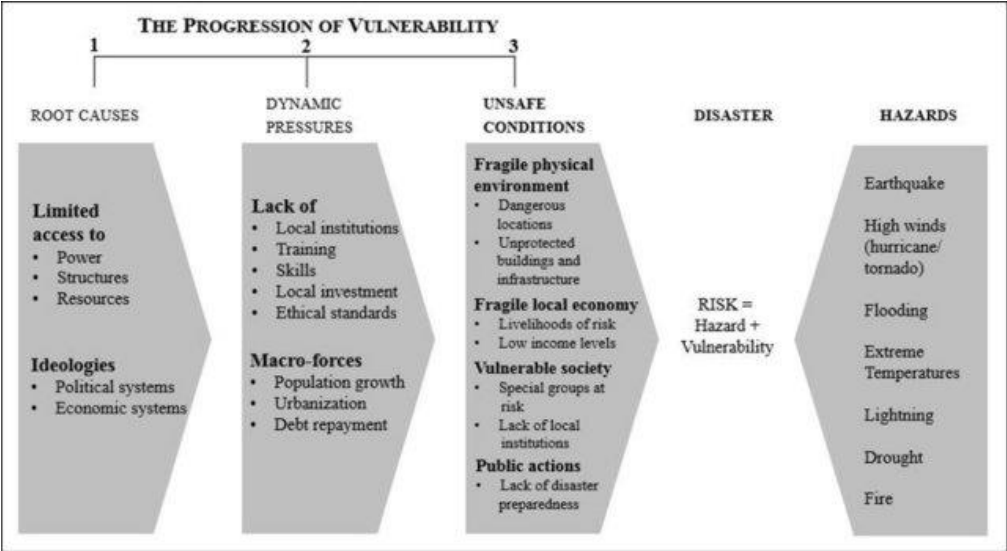 THE PROGRESSION OF VULNERABILITY
1
2
3
ROOT CAUSES
DYNAMIC
PRESSURES
UNSAFE
CONDITIONS
DISASTER
HAZARDS
Limited
access to
• Power
• Structures
• Resources
Ideologies
• Political systems
• Economic systems
Lack of
• Local institutions
• Training
• Skills
• Local investment
• Ethical standards
Macro-forces
• Population growth
• Urbanization
• Debt repayment
Fragile physical
environment
• Dangerous
locations
• Unprotected
buildings and
infrastructure
Fragile local economy
• Livelihoods of risk
• Low income levels
Vulnerable society
• Special groups at
risk
• Lack of local
institutions
Public actions
• Lack of disaster
preparedness
RISK =
Hazard +
Vulnerability
Earthquake
High winds
(hurricane/
tornado)
Flooding
Extreme
Temperatures
Lightning
Drought
Fire